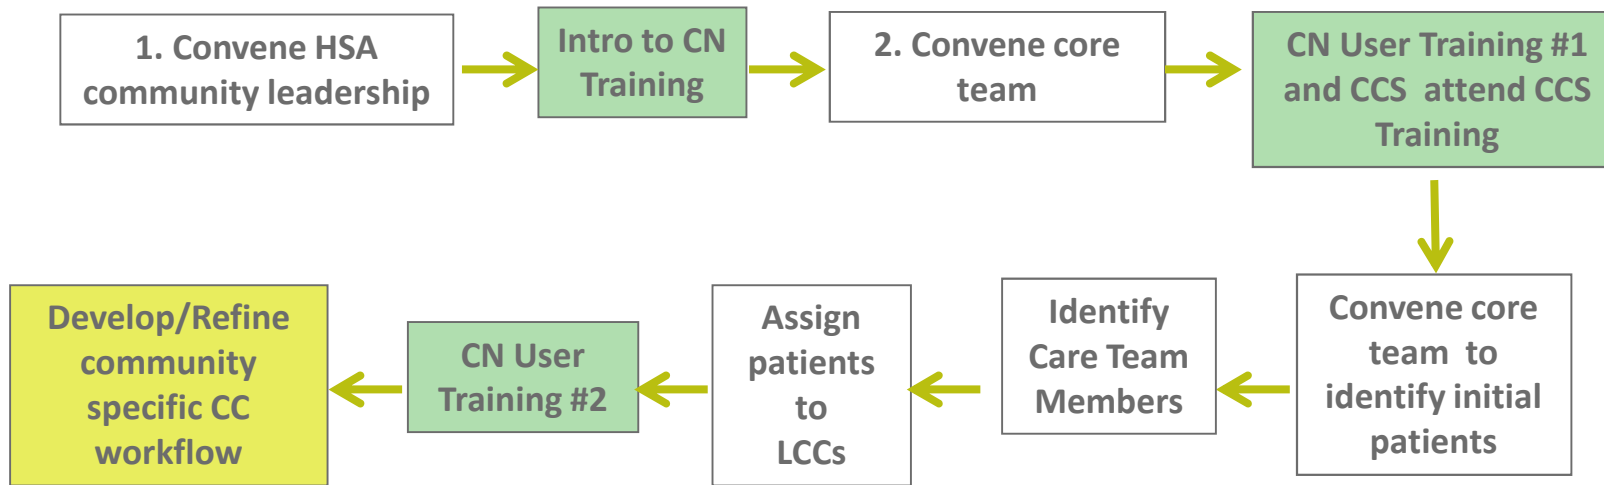 1. Convene HSA
community leadership
Intro to CN
Training
2. Convene core
team
CN User Training #1
and CCS attend CCS
Training
Convene core
team to
identify initial
patients
Identify
Care Team
Members
Assign
patients
to
LCCs
CN User
Training #2
Develop/Refine
community
specific CC
workflow